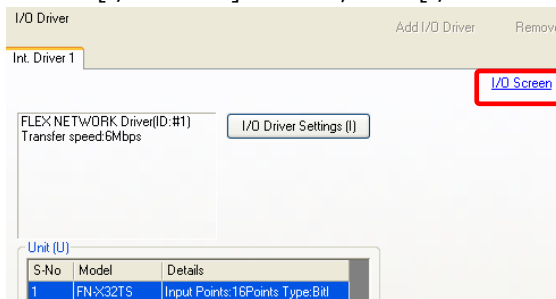 I/O Driver
Add I/O Driver
Int. Driver 1
I/O Screen
FLEX NETWORK Driver(ID:#1)
Transfer speed:6Mbps
I/O Driver Settings (I)
Unit (U)
S-No Model Details
1 FN-X32TS Input Points:16Points Type:Bitl